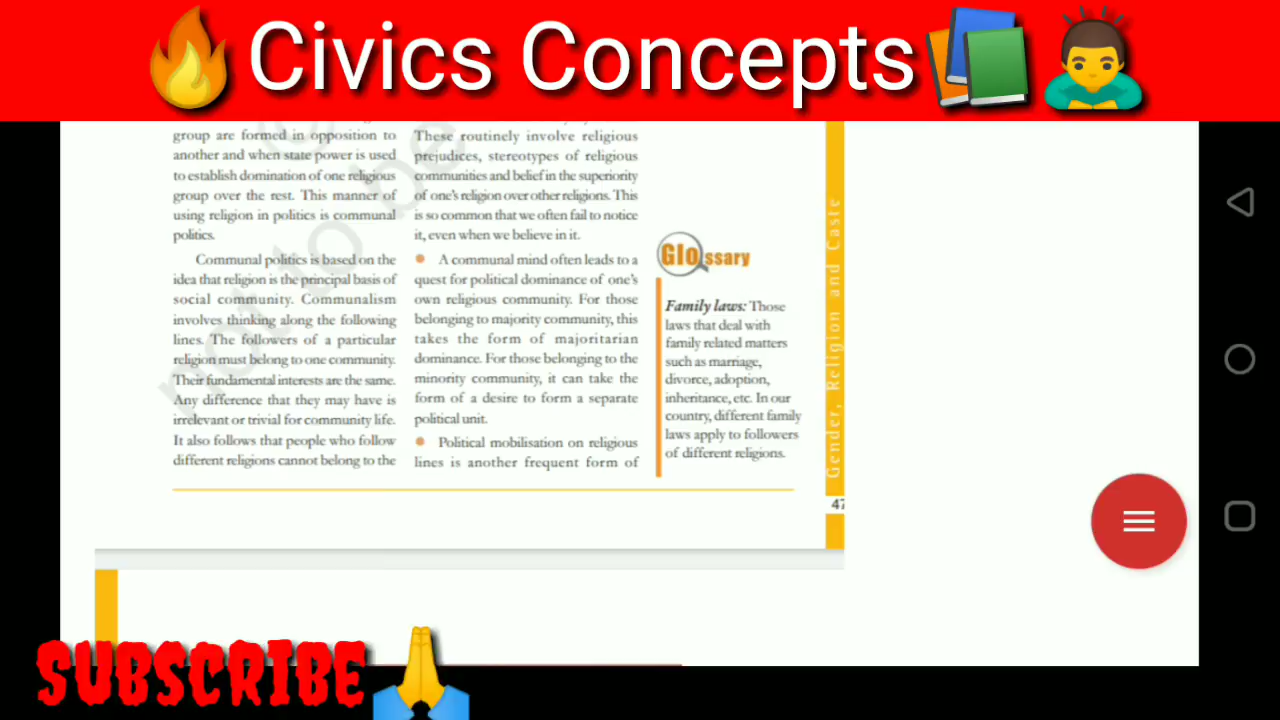 Civics Concepts
group are formed in opposition to
another and when state power is used
to establish domination of one religious
group over the rest. This manner of
using religion in politics is communal
politics.
Communal politics is based on the
idea that religion is the principal basis of
social community. Communalism
involves thinking along the following
lines. The followers of a particular
religion must belong to one community.
Their fundamental interests are the same.
Any difference that they may have is
irrelevant or trivial for community life.
It also follows that people who follow
different religions cannot belong to the
These routinely involve religious
prejudices, stereotypes of religious
communities and belief in the superiority
of one's religion over other religions. This
is so common that we often fail to notice
it, even when we believe in it.
A communal mind often leads to a
quest for political dominance of one's
own religious community. For those
belonging to majority community, this
takes the form of majoritarian
dominance. For those belonging to the
minority community, it can take the
form of a desire to form a separate
political unit.
Political mobilisation on religious
lines is another frequent form of
Glossary
Family laws: Those
laws that deal with
family related matters
such as marriage,
divorce, adoption,
inheritance, etc. In our
country, different family
laws apply to followers
of different religions.
Gender, Religion and Caste
47
not to be
SUBSCRIBE